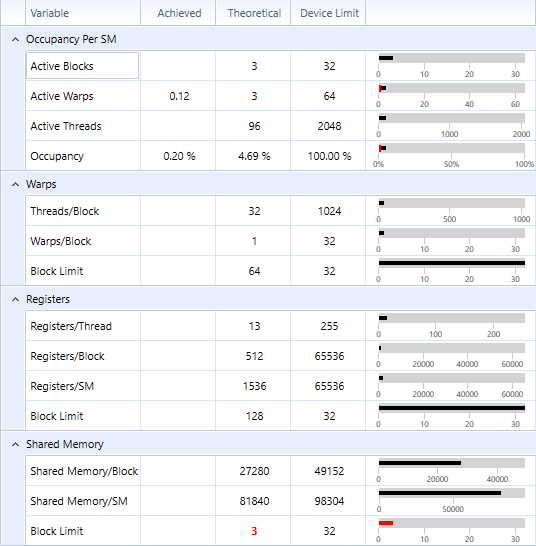 Variable Achieved Theoretical Device Limit
Occupancy Per SM
Active Blocks 3 32
0 10 20 30
Active Warps 0.12 3 64
0 20 40 60
Active Threads 96 2048
0 1000 2000
Occupancy 0.20 % 4.69 % 100.00 %
0% 50% 100%
Warps
Threads/Block 32 1024
0 500 1000
Warps/Block 1 32
0 10 20 30
Block Limit 64 32
0 10 20 30
Registers
Registers/Thread 13 255
0 100 200
Registers/Block 512 65536
0 20000 40000 60000
Registers/SM 1536 65536
0 20000 40000 60000
Block Limit 128 32
0 10 20 30
Shared Memory
Shared Memory/Block 27280 49152
0 20000 40000
Shared Memory/SM 81840 98304
0 50000
Block Limit 3 32
0 10 20 30